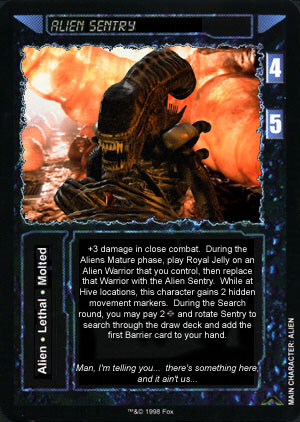 ALIEN SENTRY
4
5
Alien • Lethal • Molted
+3 damage in close combat. During the
Aliens Mature phase, play Royal Jelly on an
Alien Warrior that you control, then replace
that Warrior with the Alien Sentry. While at
Hive locations, this character gains 2 hidden
movement markers. During the Search
round, you may pay 2 and rotate Sentry to
search through the draw deck and add the
first Barrier card to your hand.
Man, I'm telling you... there's something here,
and it ain't us...
MAIN CHARACTER: ALIEN
™&© 1998 Fox